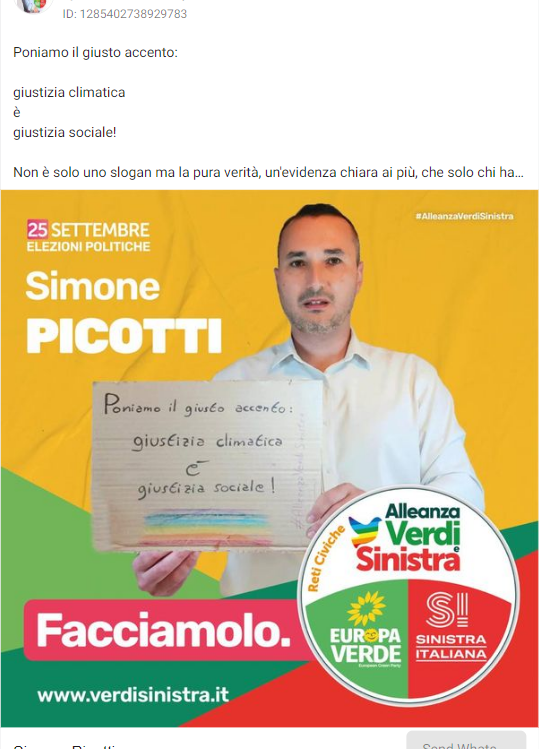 ID: 1285402738929783
Poniamo il giusto accento:
giustizia climatica
è
giustizia sociale!
Non è solo uno slogan ma la pura verità, un'evidenza chiara ai più, che solo chi ha...
25 SETTEMBRE
ELEZIONI POLITICHE
#AlleanzaVerdiSinistra
Simone
PICOTTI
Poniamo il giusto accento:
giustizia climatica
è
giustizia sociale!
Reti Civiche
Alleanza
Verdi
e
Sinistra
EUROPA
VERDE
European Green Party
SI
SINISTRA
ITALIANA
Facciamolo.
www.verdisinistra.it
Send Whats